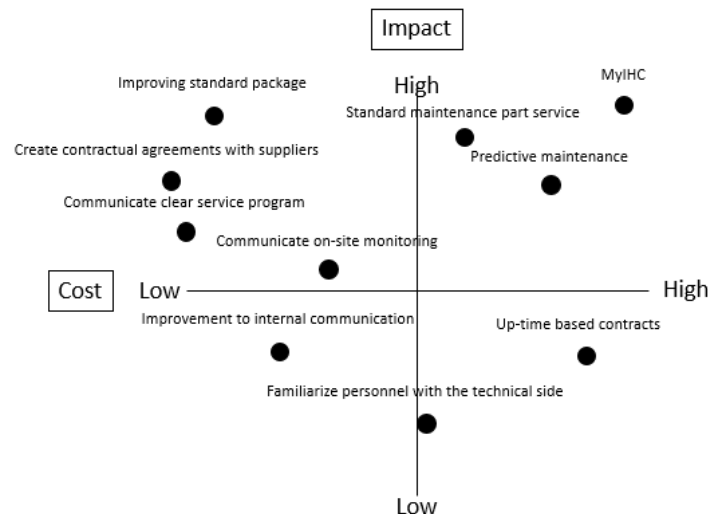 Impact
MyIHC
Improving standard package
High
Standard maintenance part service
Create contractual agreements with suppliers
Predictive maintenance
Communicate clear service program
Communicate on-site monitoring
Cost
Low
High
Improvement to internal communication
Up-time based contracts
Familiarize personnel with the technical side
Low